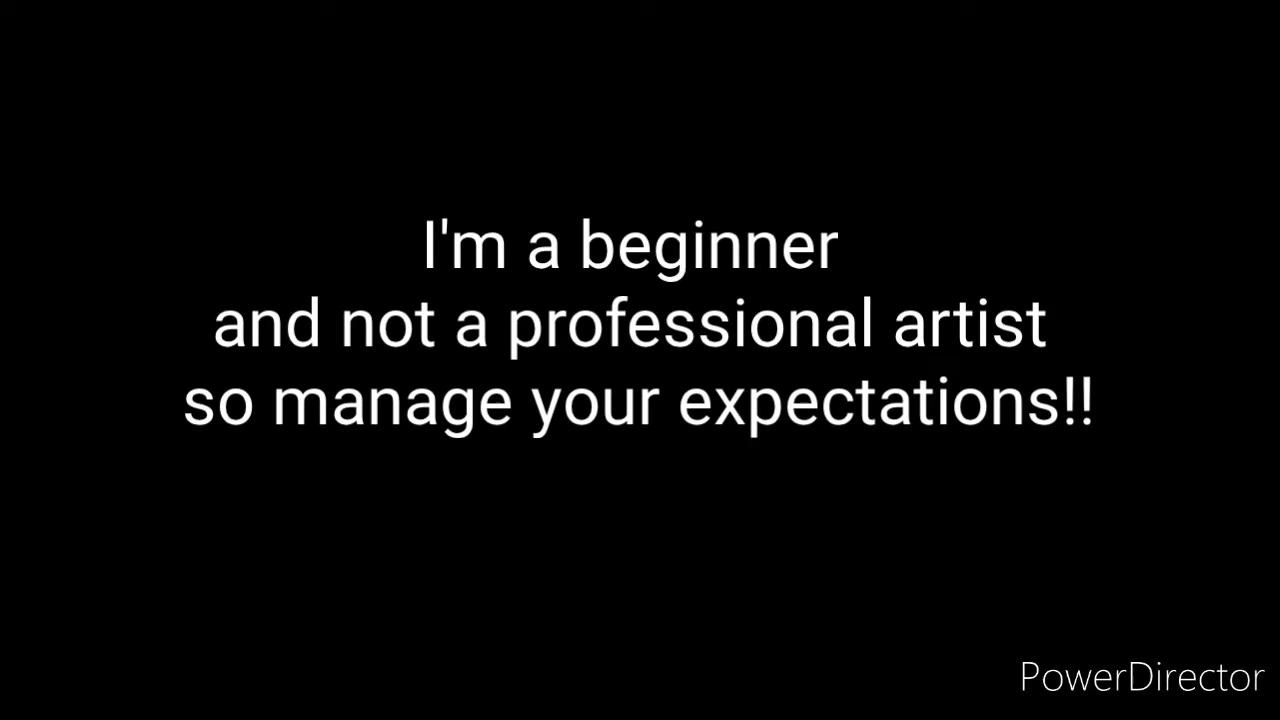 I'm a beginner
and not a professional artist
so manage your expectations!!
PowerDirector